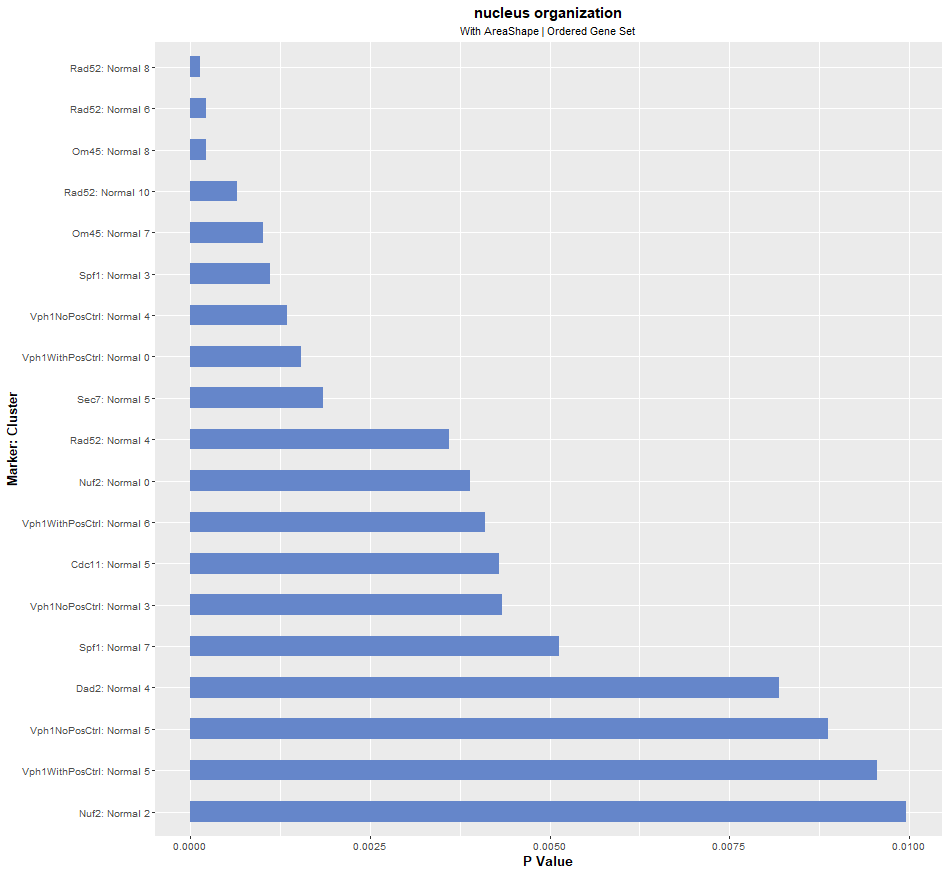 nucleus organization
With AreaShape | Ordered Gene Set
Rad52: Normal 8
Rad52: Normal 6
Om45: Normal 8
Rad52: Normal 10
Om45: Normal 7
Spf1: Normal 3
Vph1NoPosCtrl: Normal 4
Vph1WithPosCtrl: Normal 0
Sec7: Normal 5
Rad52: Normal 4
Nuf2: Normal 0
Vph1WithPosCtrl: Normal 6
Cdc11: Normal 5
Vph1NoPosCtrl: Normal 3
Spf1: Normal 7
Dad2: Normal 4
Vph1NoPosCtrl: Normal 5
Vph1WithPosCtrl: Normal 5
Nuf2: Normal 2
Marker: Cluster
0.0000 0.0025 0.0050 0.0075 0.0100
P Value